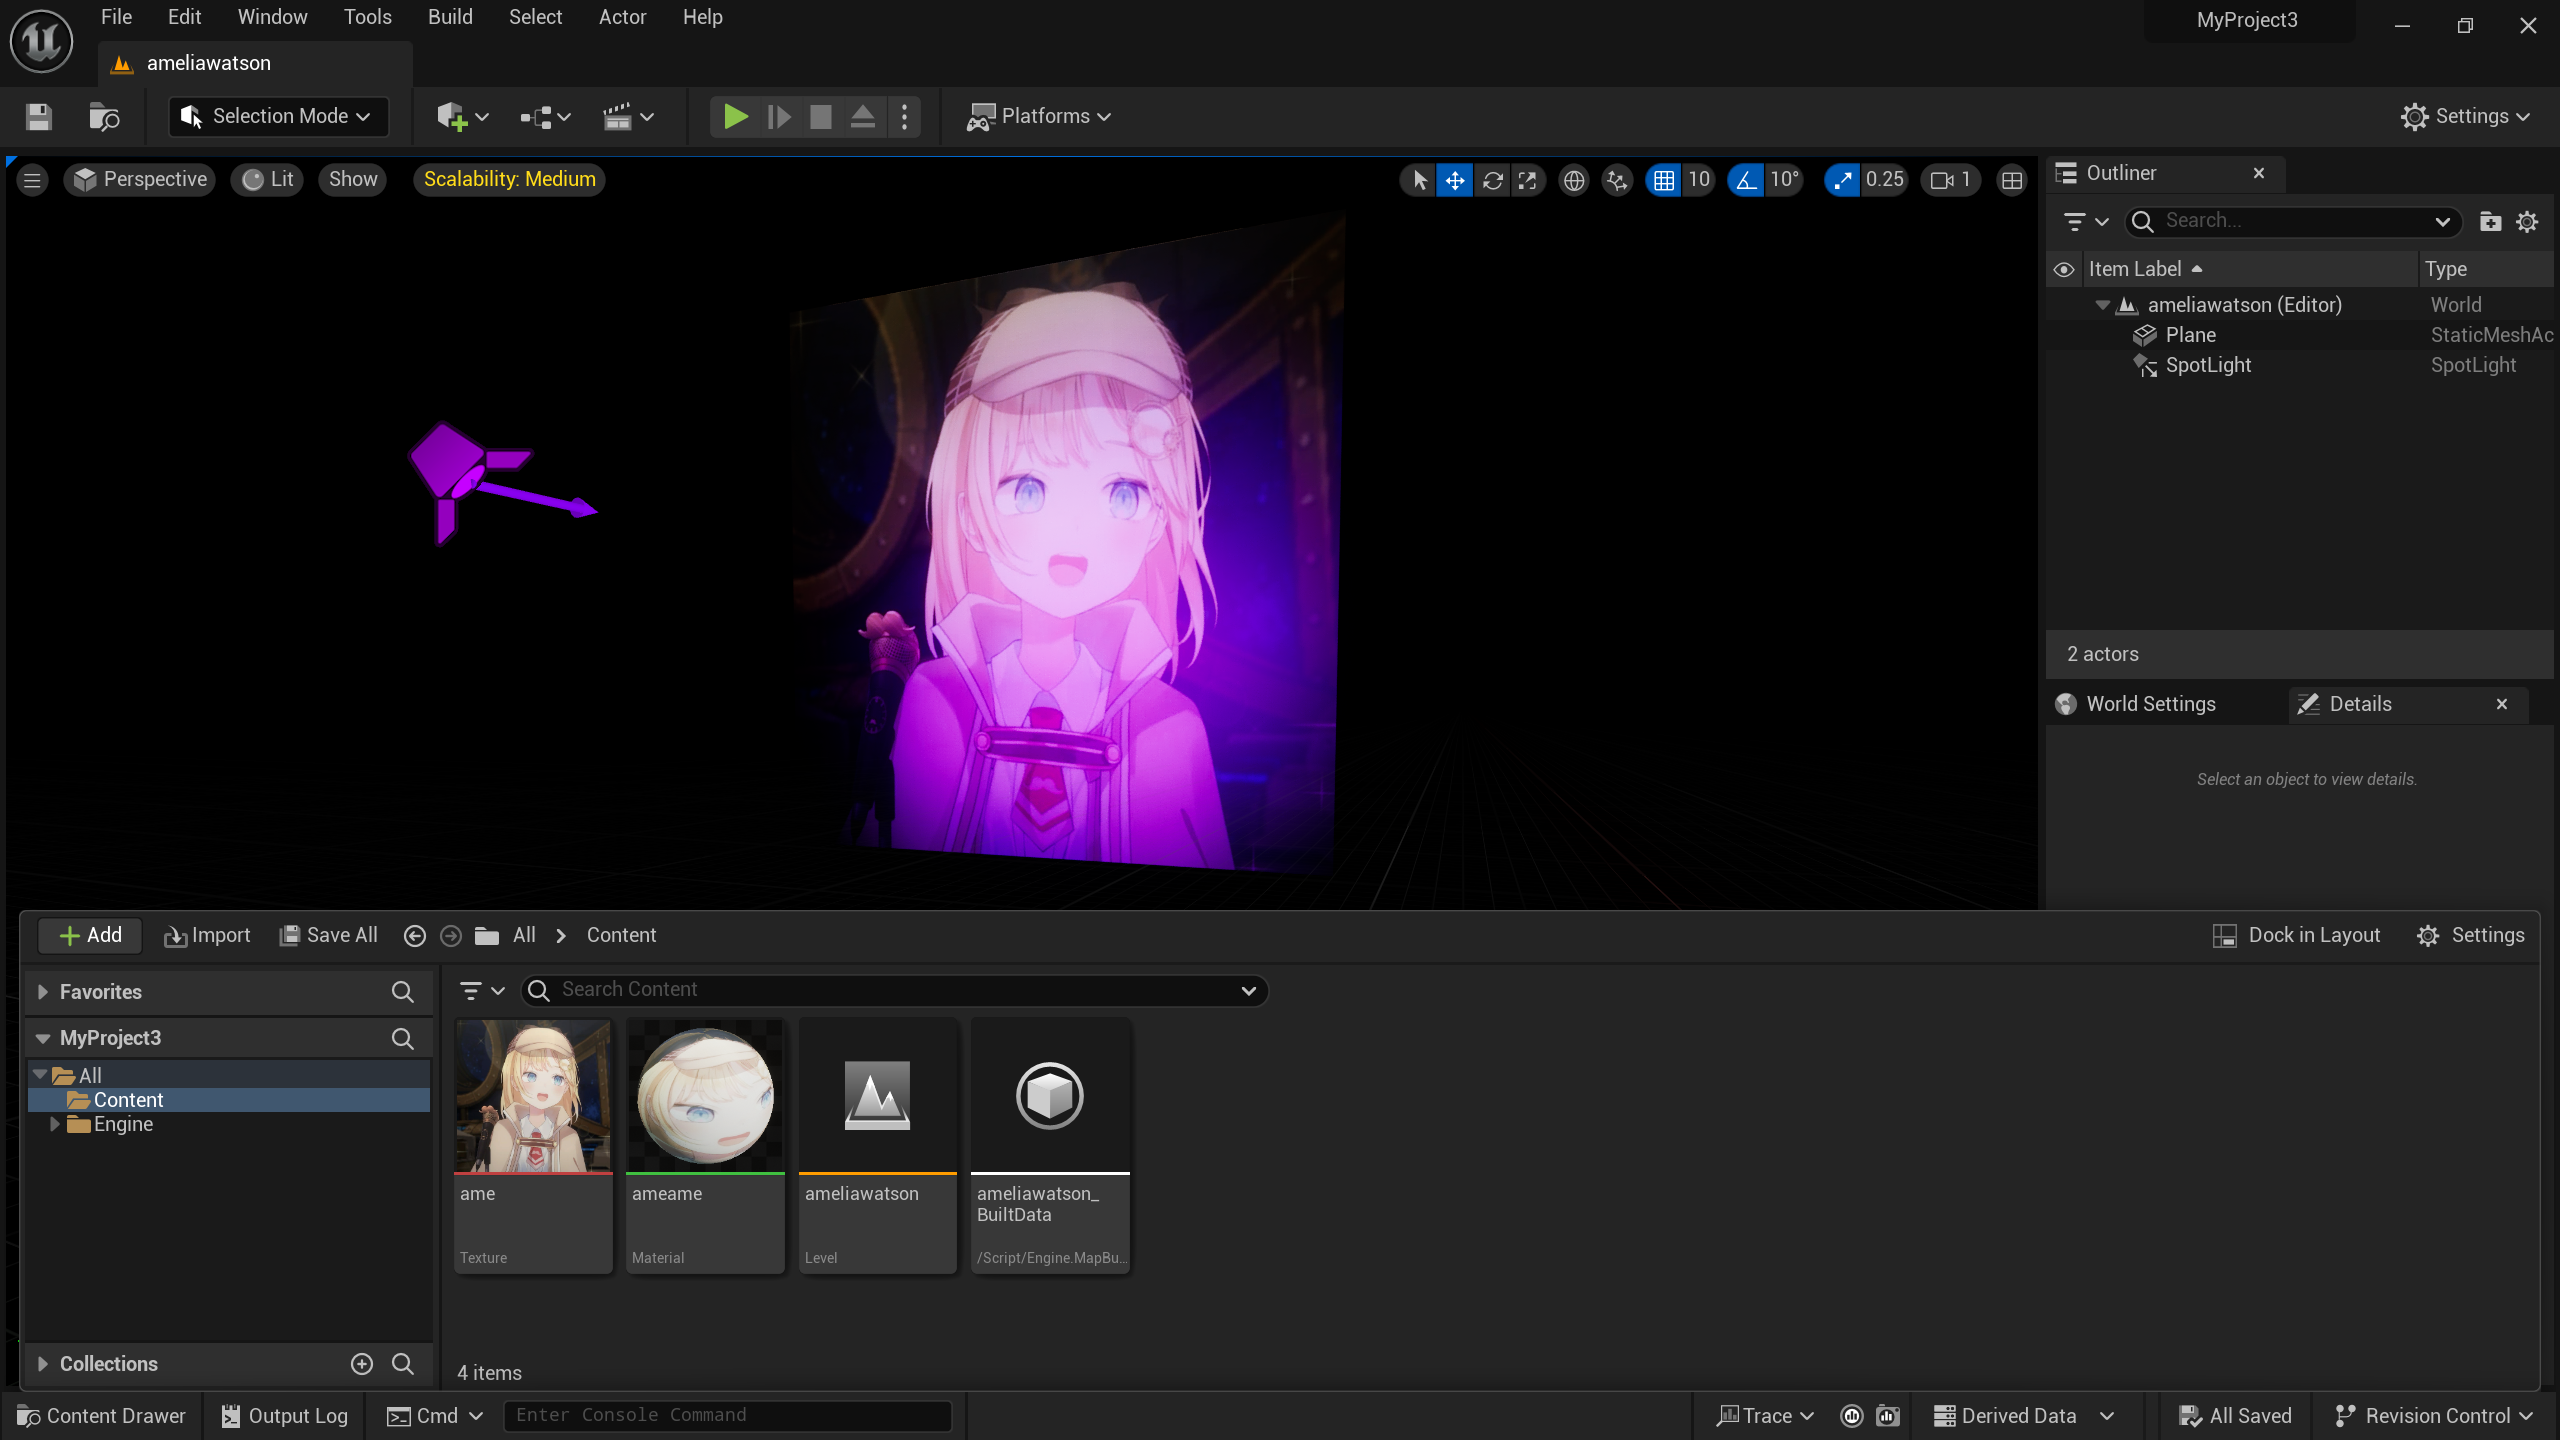 File Edit Window Tools Build Select Actor Help
MyProject3
ameliawatson
Selection Mode
Platforms
Settings
Perspective Lit Show Scalability: Medium
10 10° 0.25 1
Outliner
Search...
Item Label Type
ameliawatson (Editor) World
Plane StaticMeshAc
SpotLight SpotLight
2 actors
World Settings Details
Select an object to view details.
Add Import Save All All Content
Dock in Layout Settings
Favorites
Search Content
MyProject3
All
Content
Engine
ame
Texture
ameame
Material
ameliawatson
Level
ameliawatson_
BuiltData
/Script/Engine.MapBu...
Collections
4 items
Content Drawer Output Log Cmd Enter Console Command
Trace Derived Data All Saved Revision Control